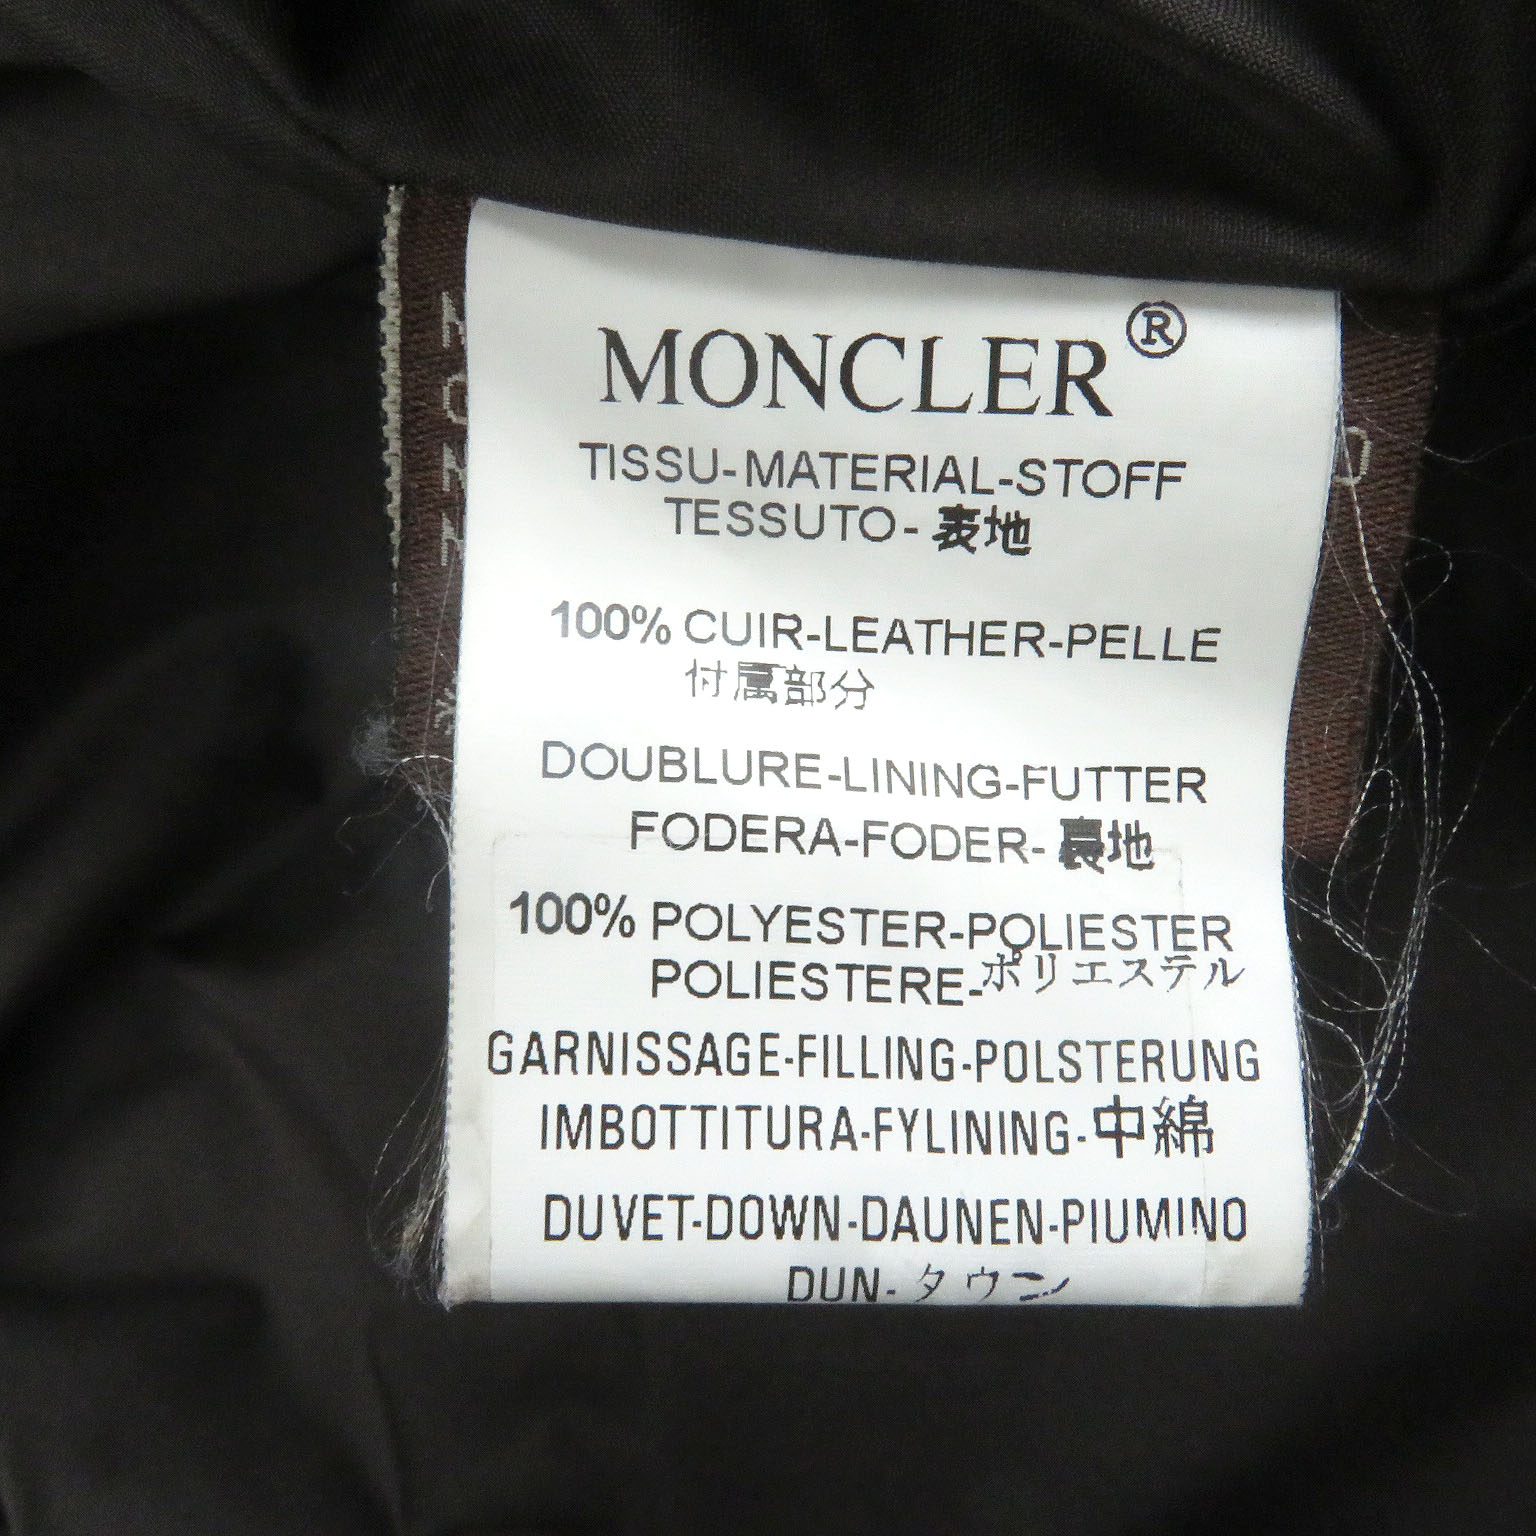 MONCLER®
TISSU-MATERIAL-STOFF
TESSUTO-表地
100% CUIR-LEATHER-PELLE
付属部分
DOUBLURE-LINING-FUTTER
FODERA-FODER-裏地
100% POLYESTER-POLIESTER
POLIESTERE-ポリエステル
GARNISSAGE-FILLING-POLSTERUNG
IMBOTTITURA-FYLINING-中綿
DUVET-DOWN-DAUNEN-PIUMINO
DUN-タウン